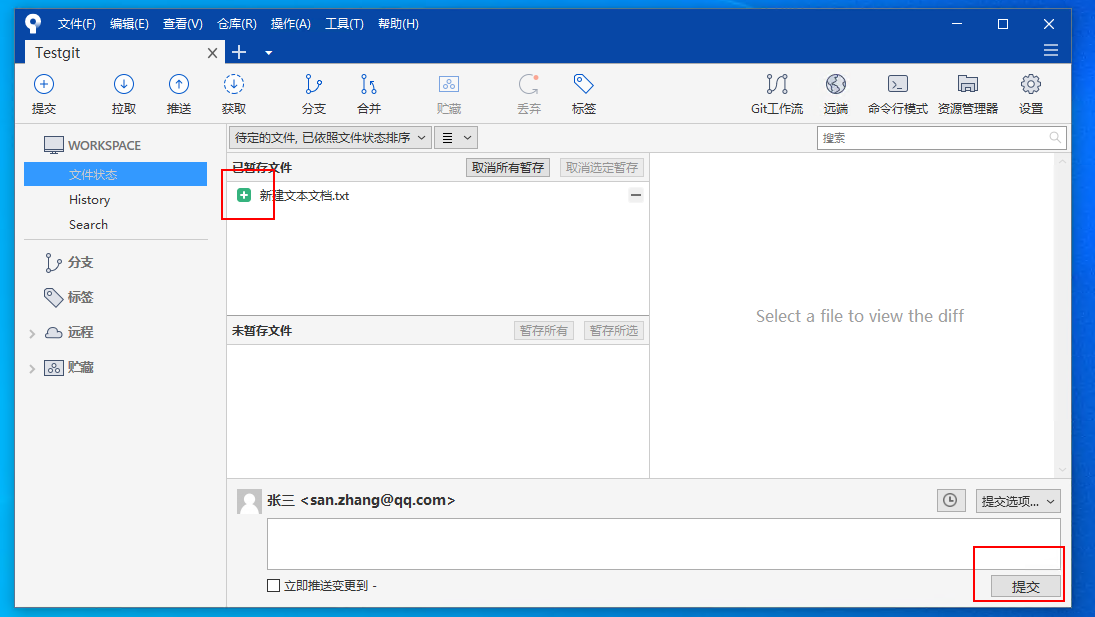 文件(F) 编辑(E) 查看(V) 仓库(R) 操作(A) 工具(T) 帮助(H)
Testgit
提交 拉取 推送 获取 分支 合并 贮藏 丢弃 标签 Git工作流 远端 命令行模式 资源管理器 设置
WORKSPACE
文件状态
History
Search
分支
标签
远程
贮藏
待定的文件, 已依照文件状态排序
搜索
已暂存文件 取消所有暂存 取消选定暂存
新建文本文档.txt
未暂存文件 暂存所有 暂存所选
Select a file to view the diff
张三 <san.zhang@qq.com>
提交选项...
立即推送变更到 -
提交